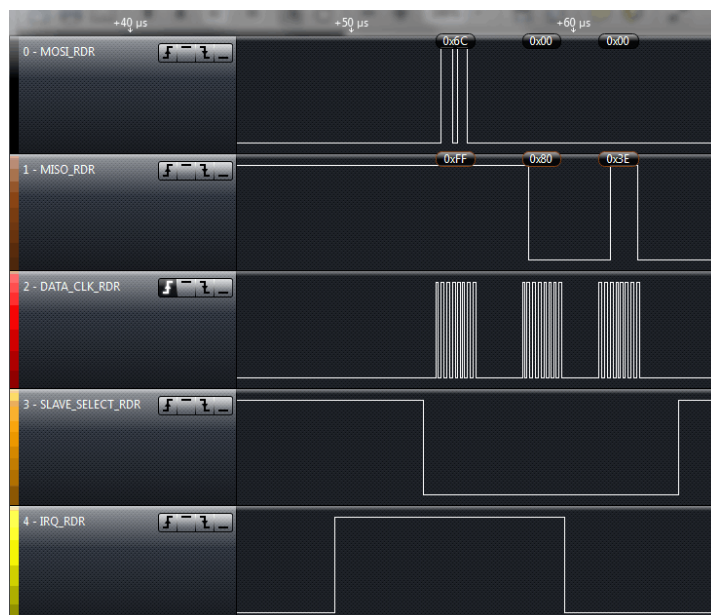 +40 µs +50 µs +60 µs
0 - MOSI_RDR 0x6C 0x00 0x00
1 - MISO_RDR 0xFF 0x80 0x3E
2 - DATA_CLK_RDR
3 - SLAVE_SELECT_RDR
4 - IRQ_RDR